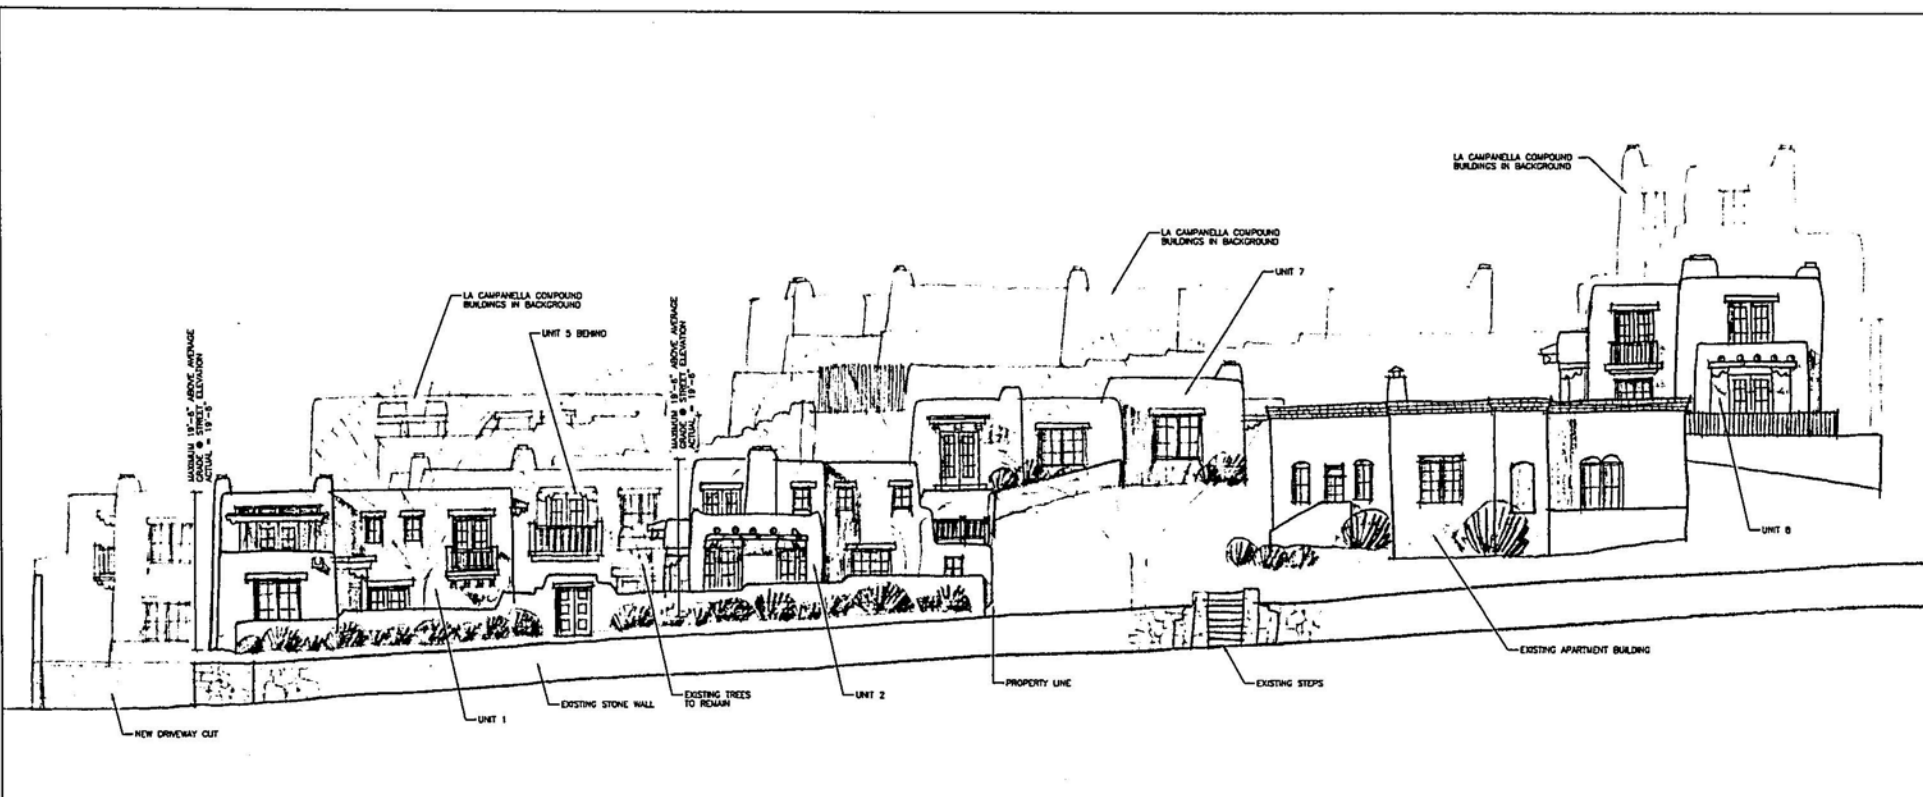 LA CAMPANELLA COMPOUND
BUILDINGS IN BACKGROUND
LA CAMPANELLA COMPOUND
BUILDINGS IN BACKGROUND
UNIT 7
LA CAMPANELLA COMPOUND
BUILDINGS IN BACKGROUND
UNIT 5 BEHIND
MAXIMUM 19'-6" ABOVE AVERAGE
GRADE @ STREET ELEVATION
ACTUAL = 19'-6"
MAXIMUM 19'-6" ABOVE AVERAGE
GRADE @ STREET ELEVATION
ACTUAL = 19'-6"
UNIT 8
EXISTING APARTMENT BUILDING
EXISTING STEPS
PROPERTY LINE
UNIT 2
EXISTING TREES
TO REMAIN
EXISTING STONE WALL
UNIT 1
NEW DRIVEWAY CUT